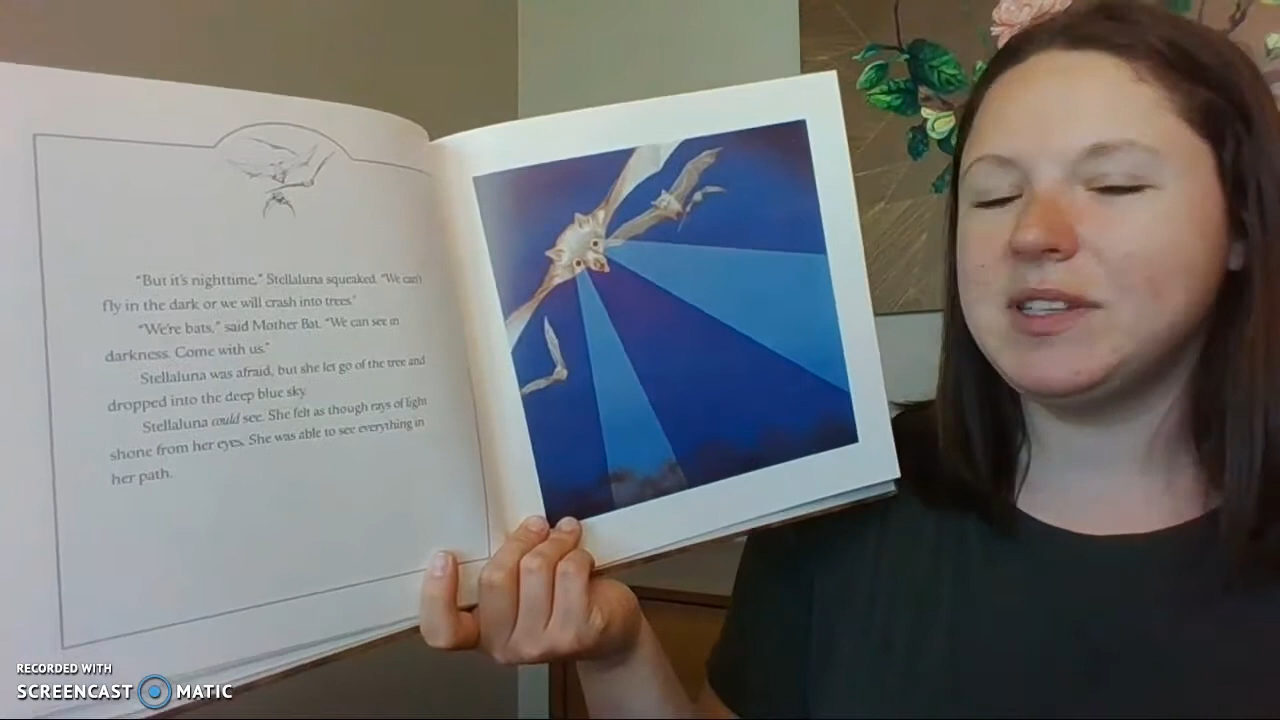 "But it's nighttime," Stellaluna squeaked. "We can't
fly in the dark or we will crash into trees."
"We're bats," said Mother Bat. "We can see in
darkness. Come with us."
Stellaluna was afraid, but she let go of the tree and
dropped into the deep blue sky.
Stellaluna could see. She felt as though rays of light
shone from her eyes. She was able to see everything in
her path.
RECORDED WITH
SCREENCAST MATIC